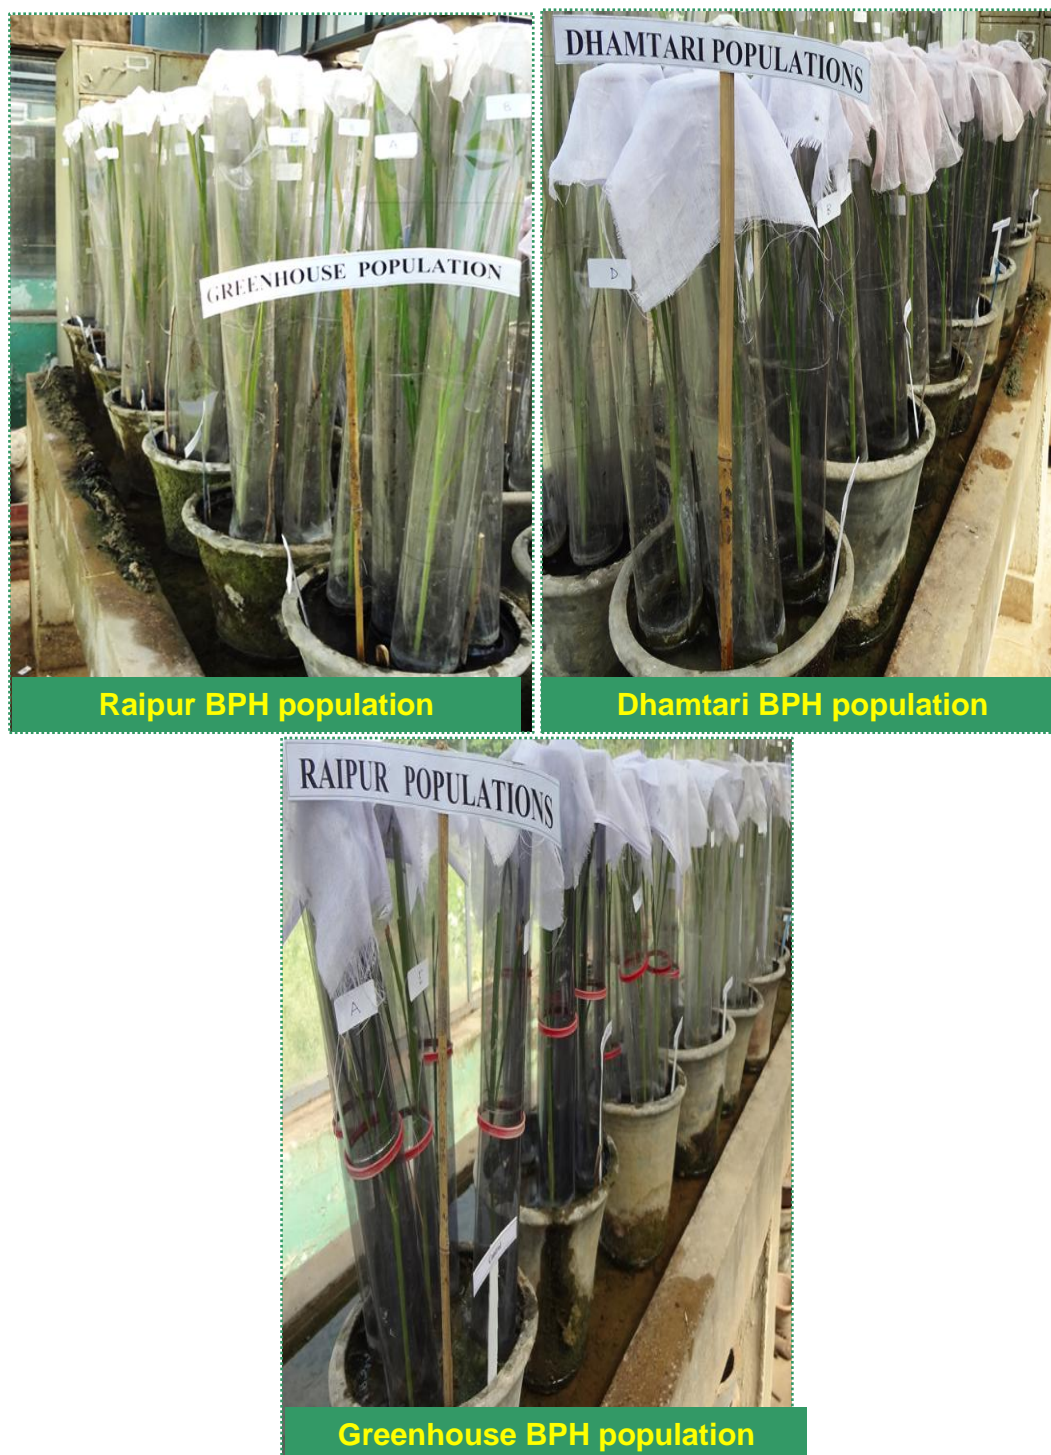 B
E
E
A
GREENHOUSE POPULATION
Raipur BPH population
DHAMTARI POPULATIONS
B
D
Dhamtari BPH population
RAIPUR POPULATIONS
A
Greenhouse BPH population